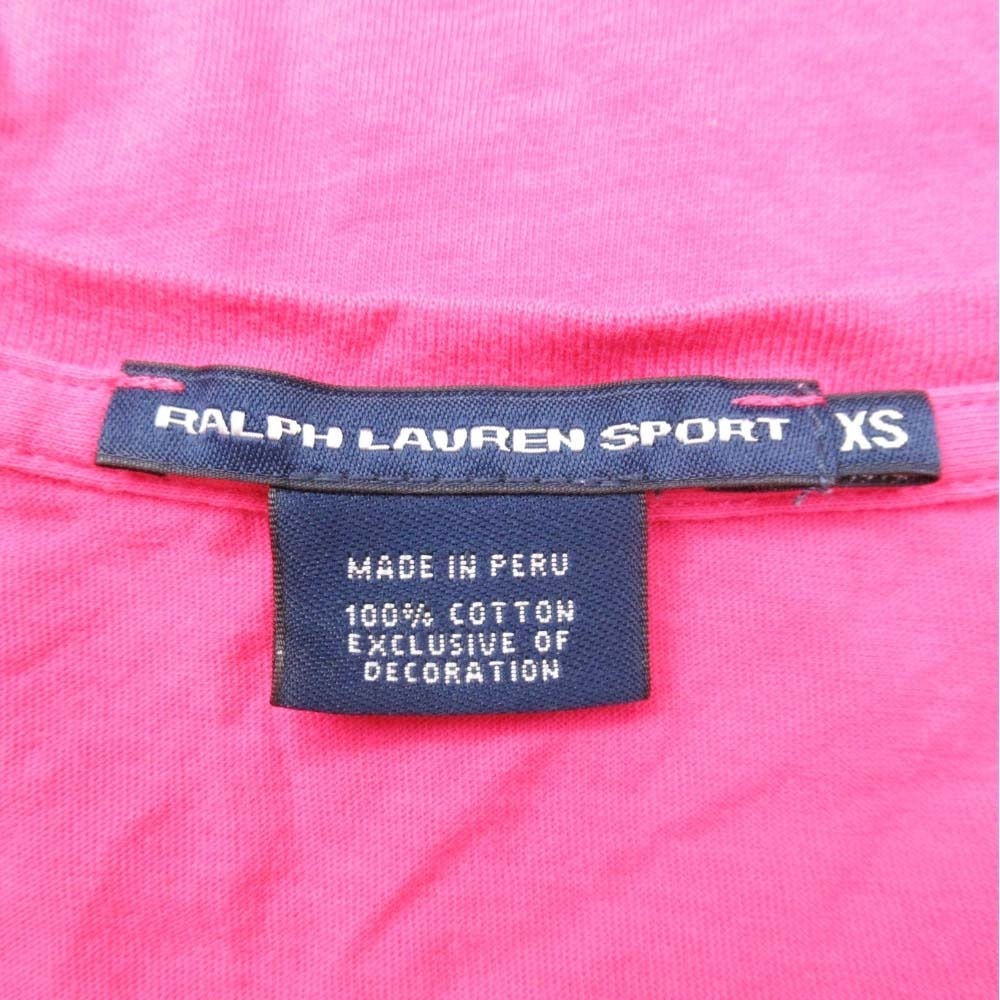 RALPH LAUREN SPORT XS
MADE IN PERU
100% COTTON
EXCLUSIVE OF
DECORATION